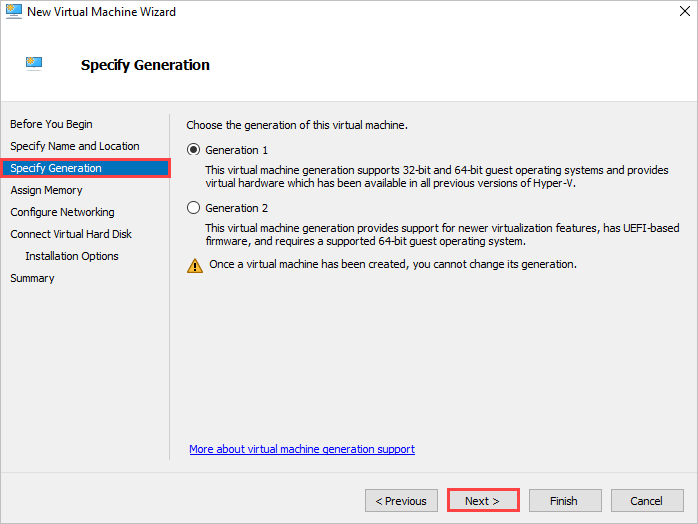 New Virtual Machine Wizard
Specify Generation
Before You Begin
Specify Name and Location
Specify Generation
Assign Memory
Configure Networking
Connect Virtual Hard Disk
Installation Options
Summary
Choose the generation of this virtual machine.
Generation 1
This virtual machine generation supports 32-bit and 64-bit guest operating systems and provides
virtual hardware which has been available in all previous versions of Hyper-V.
Generation 2
This virtual machine generation provides support for newer virtualization features, has UEFI-based
firmware, and requires a supported 64-bit guest operating system.
Once a virtual machine has been created, you cannot change its generation.
More about virtual machine generation support
< Previous
Next >
Finish
Cancel